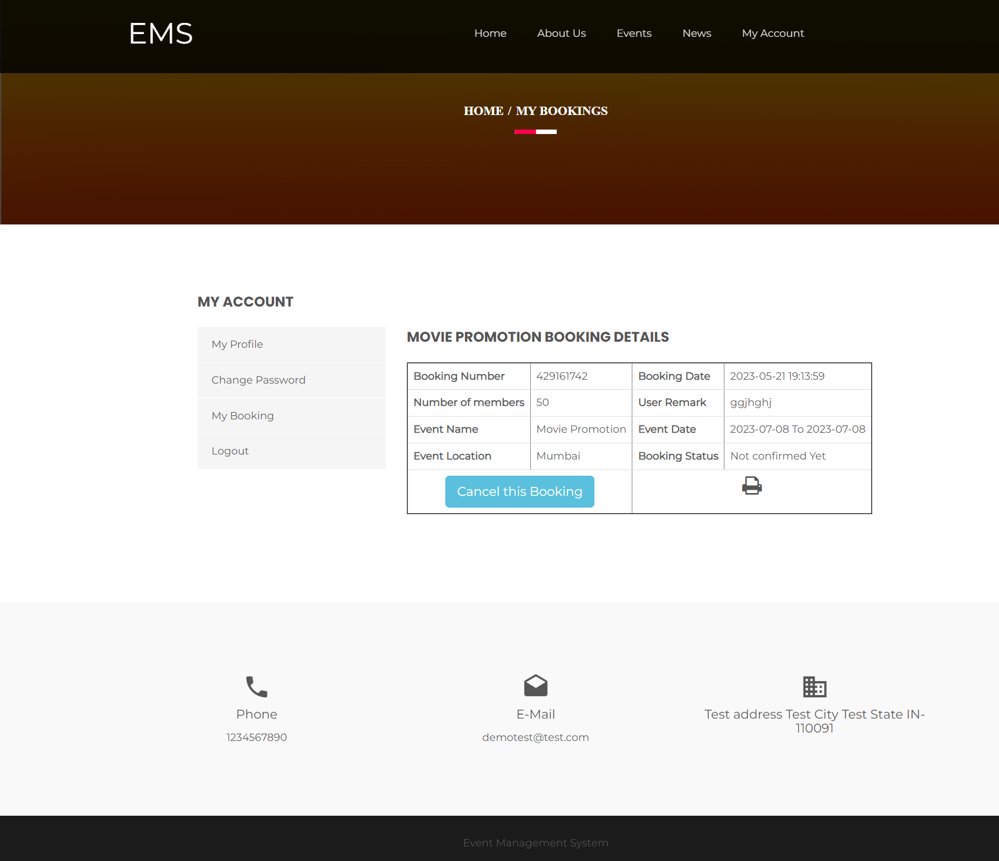 EMS
Home
About Us
Events
News
My Account
HOME / MY BOOKINGS
MY ACCOUNT
My Profile
Change Password
My Booking
Logout
MOVIE PROMOTION BOOKING DETAILS
Booking Number 429161742 Booking Date 2023-05-21 19:13:59
Number of members 50 User Remark ggjhghj
Event Name Movie Promotion Event Date 2023-07-08 To 2023-07-08
Event Location Mumbai Booking Status Not confirmed Yet
Cancel this Booking
Phone
1234567890
E-Mail
demotest@test.com
Test address Test City Test State IN-
110091
Event Management System